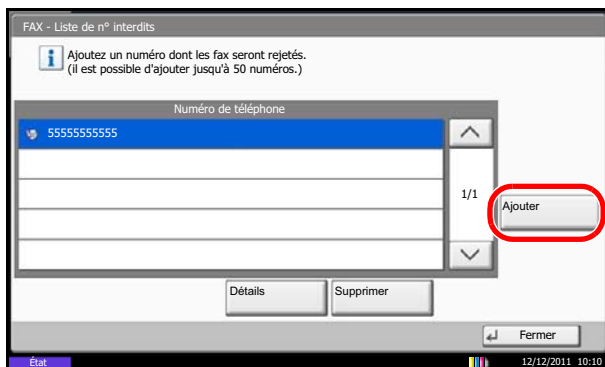 FAX - Liste de n° interdits
Ajoutez un numéro dont les fax seront rejetés.
(il est possible d'ajouter jusqu'à 50 numéros.)
Numéro de téléphone
55555555555
1/1
Ajouter
Détails
Supprimer
Fermer
État
12/12/2011 10:10